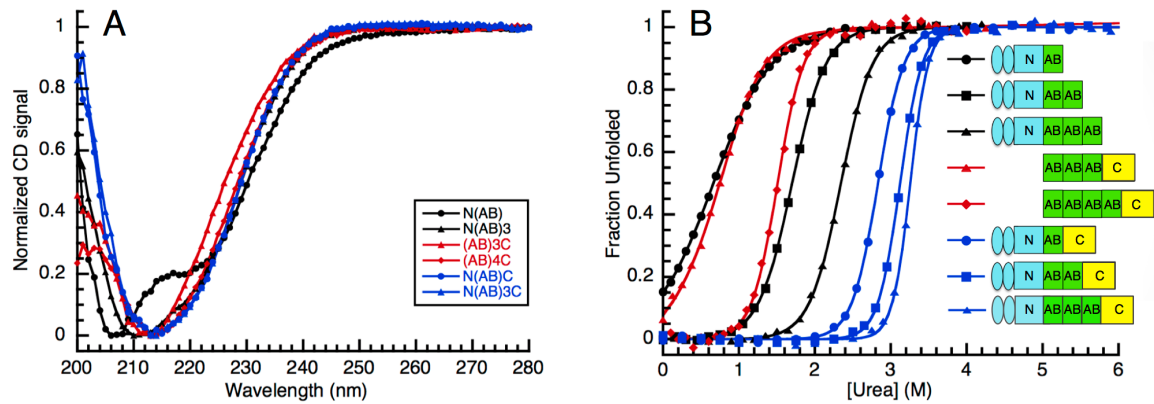 A
Normalized CD signal
1
0.8
0.6
0.4
0.2
0
200 210 220 230 240 250 260 270 280
Wavelength (nm)
N(AB)
N(AB)3
(AB)3C
(AB)4C
N(AB)C
N(AB)3C
B
Fraction Unfolded
1
0.8
0.6
0.4
0.2
0
0 1 2 3 4 5 6
[Urea] (M)
N AB
N AB AB
N AB AB AB
AB AB AB C
AB AB AB AB C
N AB C
N AB AB C
N AB AB AB C